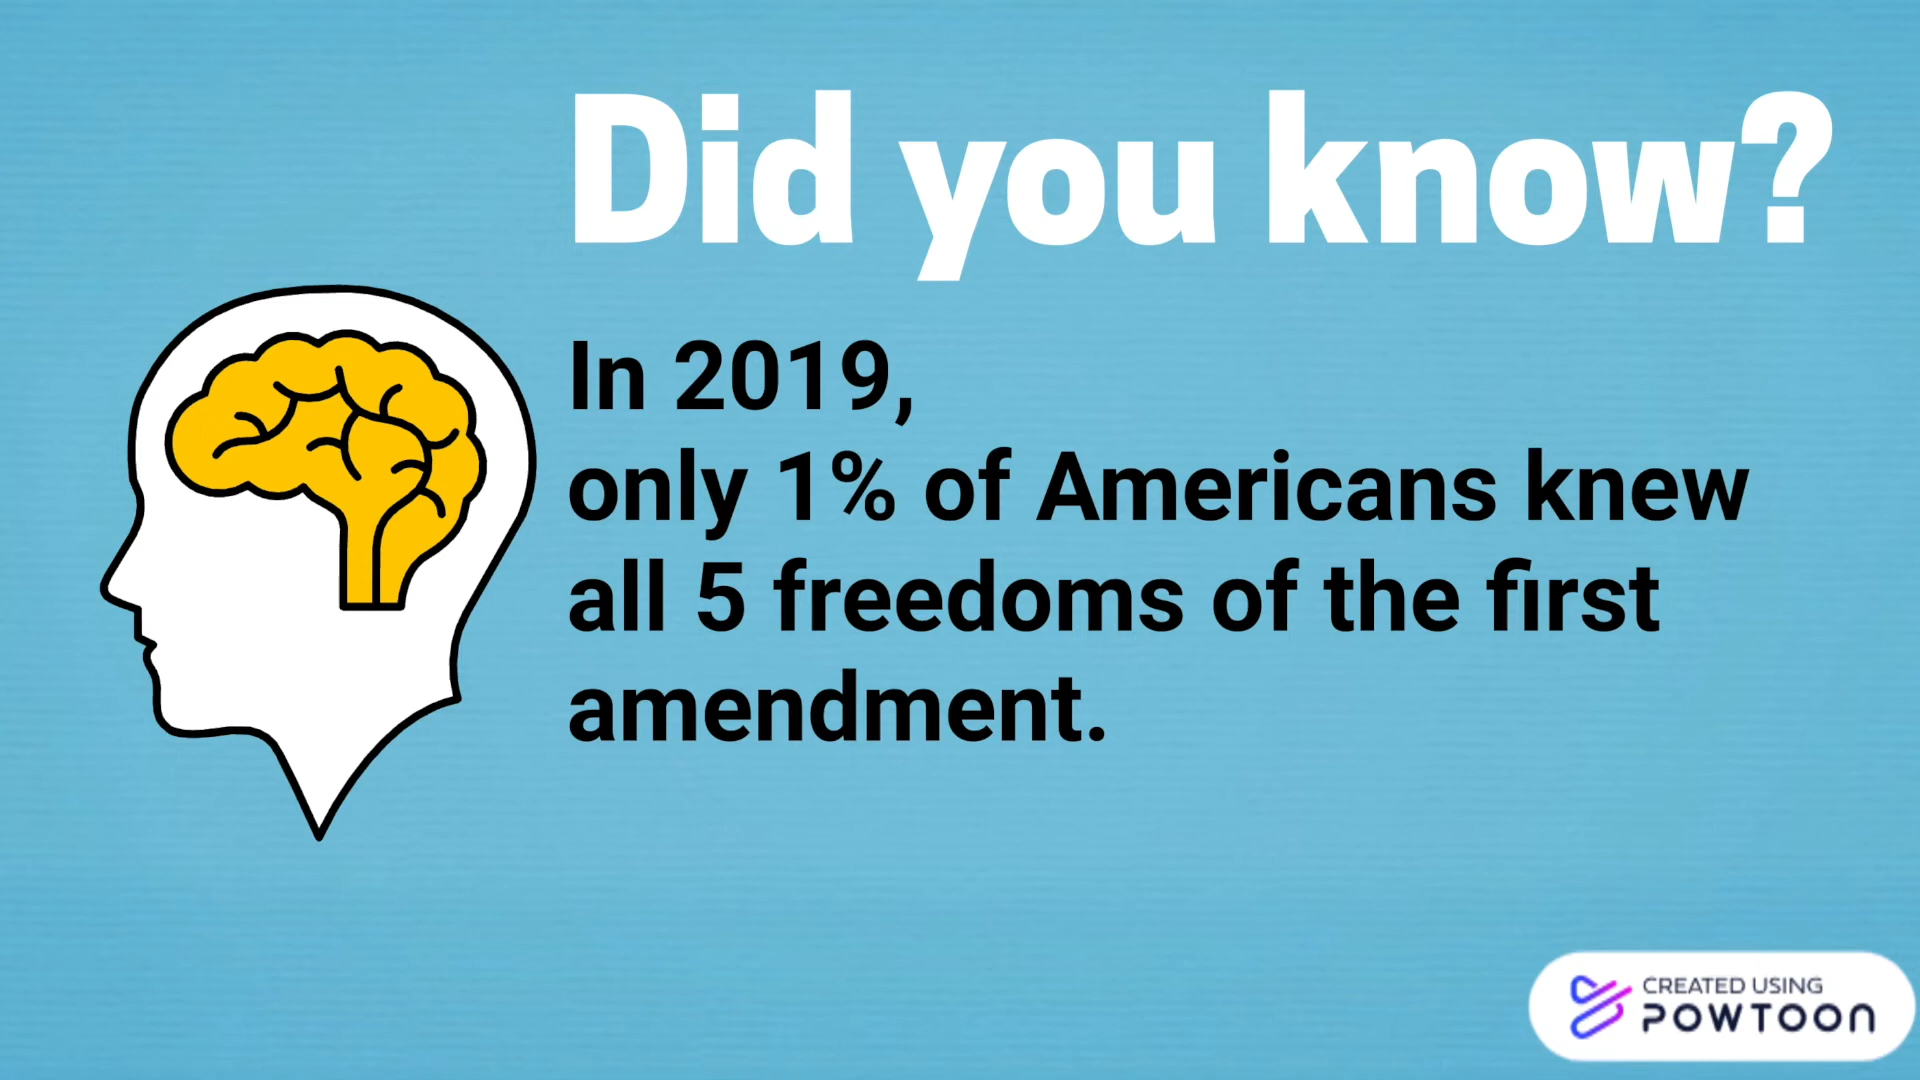 Did you know?
In 2019,
only 1% of Americans knew
all 5 freedoms of the first
amendment.
CREATED USING
POWTOON